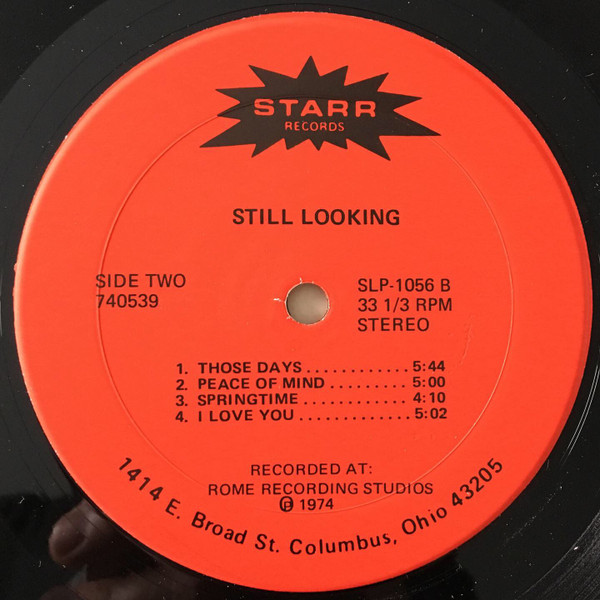 STARR
RECORDS
STILL LOOKING
SIDE TWO
740539
SLP-1056 B
33 1/3 RPM
STEREO
1. THOSE DAYS ............ 5:44
2. PEACE OF MIND ......... 5:00
3. SPRINGTIME ............ 4:10
4. I LOVE YOU ............. 5:02
RECORDED AT:
ROME RECORDING STUDIOS
℗ 1974
1414 E. Broad St. Columbus, Ohio 43205